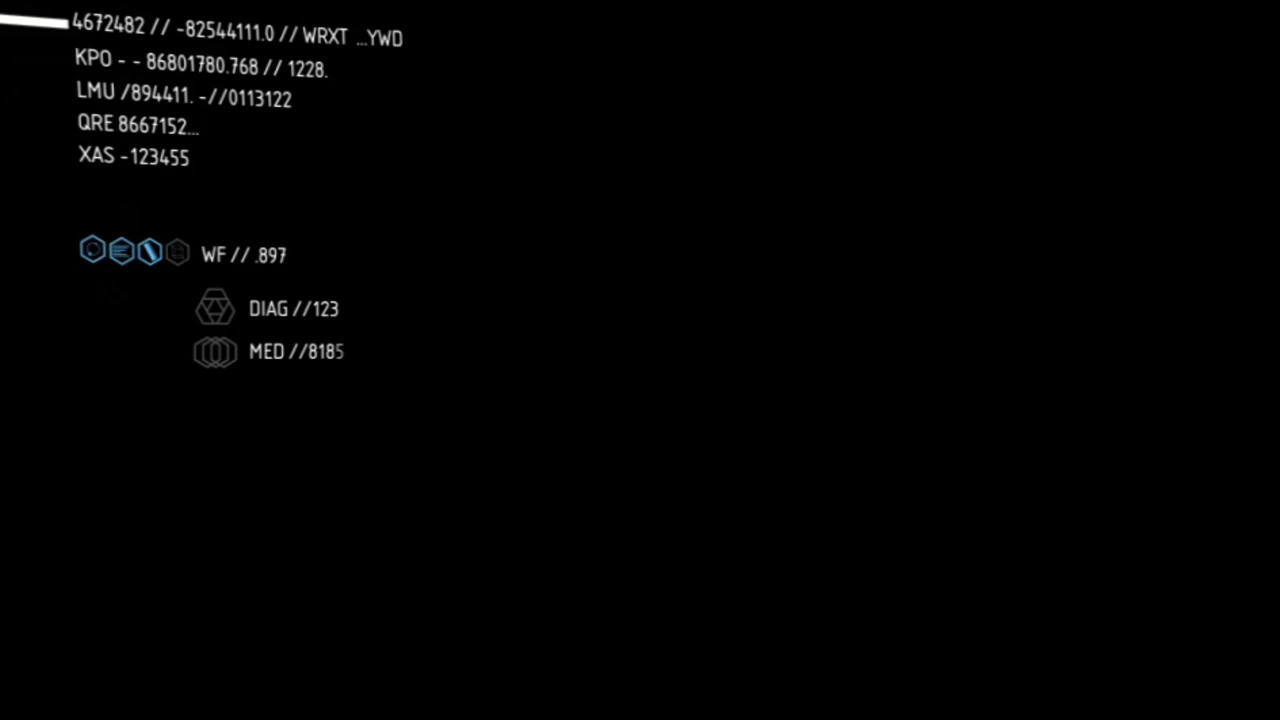 4672482 // -82544111.0 // WRXT ...YWD
KPO - - 86801780.768 // 1228.
LMU /894411. -//0113122
QRE 8667152...
XAS -123455
WF // .897
DIAG //123
MED //8185